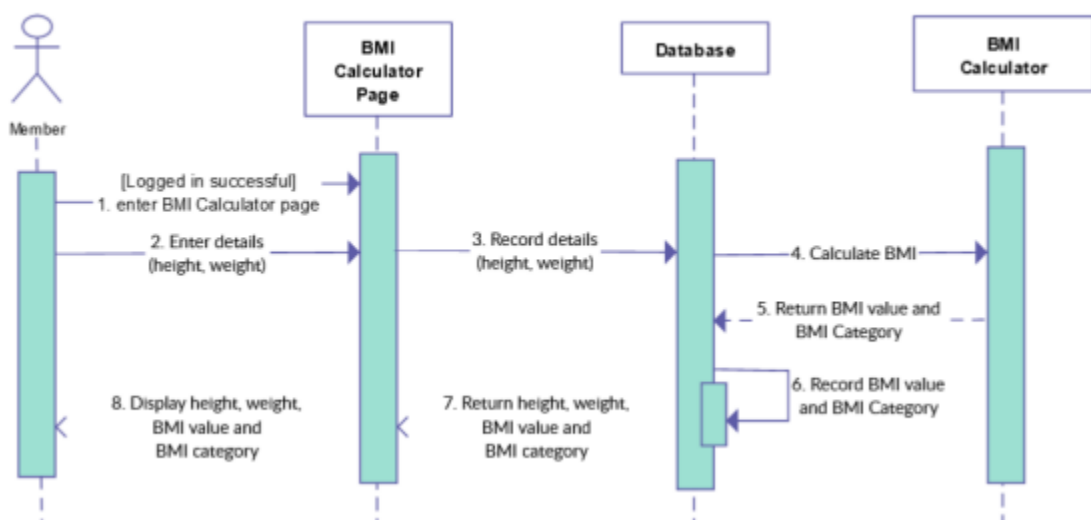 BMI
Calculator
Page
Database
BMI
Calculator
Member
[Logged in successful]
1. enter BMI Calculator page
2. Enter details
(height, weight)
3. Record details
(height, weight)
4. Calculate BMI
5. Return BMI value and
BMI Category
6. Record BMI value
and BMI Category
7. Return height, weight,
BMI value and
BMI category
8. Display height, weight,
BMI value and
BMI category